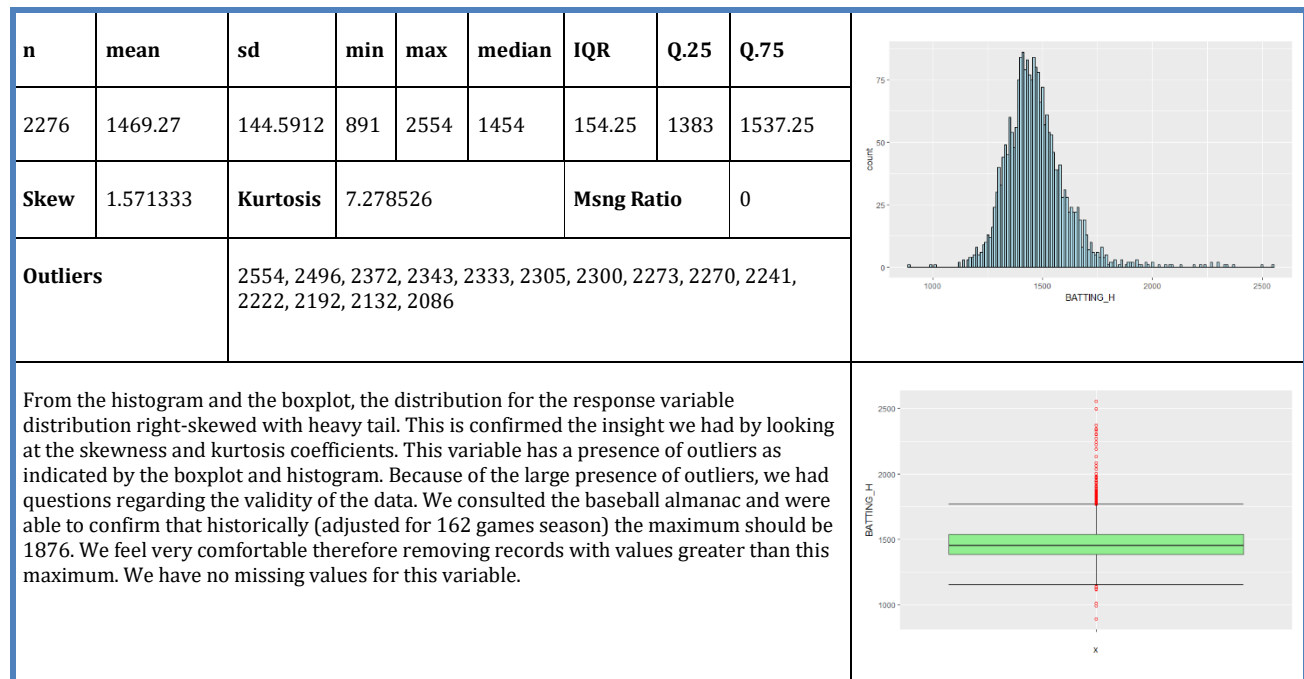 n mean sd min max median IQR Q.25 Q.75
2276 1469.27 144.5912 891 2554 1454 154.25 1383 1537.25
Skew 1.571333 Kurtosis 7.278526 Msng Ratio 0
Outliers 2554, 2496, 2372, 2343, 2333, 2305, 2300, 2273, 2270, 2241,
2222, 2192, 2132, 2086
75
50
25
0
count
1000 1500 2000 2500
BATTING_H
From the histogram and the boxplot, the distribution for the response variable
distribution right-skewed with heavy tail. This is confirmed the insight we had by looking
at the skewness and kurtosis coefficients. This variable has a presence of outliers as
indicated by the boxplot and histogram. Because of the large presence of outliers, we had
questions regarding the validity of the data. We consulted the baseball almanac and were
able to confirm that historically (adjusted for 162 games season) the maximum should be
1876. We feel very comfortable therefore removing records with values greater than this
maximum. We have no missing values for this variable.
2500
2000
1500
1000
BATTING_H
x